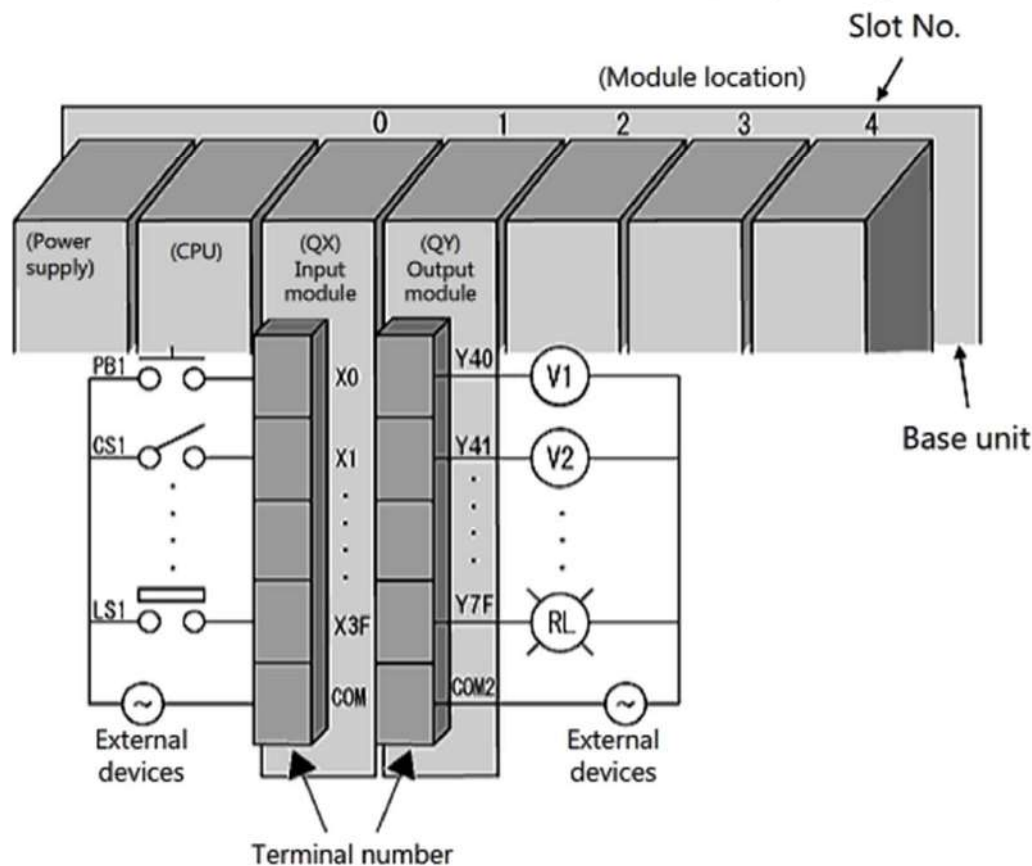 Slot No.
(Module location)
0 1 2 3 4
(Power
supply)
(CPU)
(QX)
Input
module
(QY)
Output
module
PB1
X0
Y40
V1
CS1
X1
Y41
V2
Base unit
LS1
X3F
Y7F
RL
COM
COM2
External
devices
External
devices
Terminal number